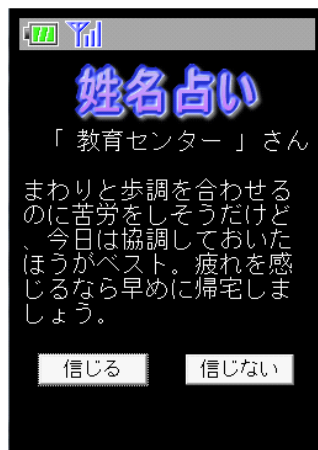 姓名占い
「 教育センター 」さん
まわりと歩調を合わせる
のに苦労をしそうだけど
、今日は協調しておいた
ほうがベスト。疲れを感
じるなら早めに帰宅しま
しょう。
信じる 信じない